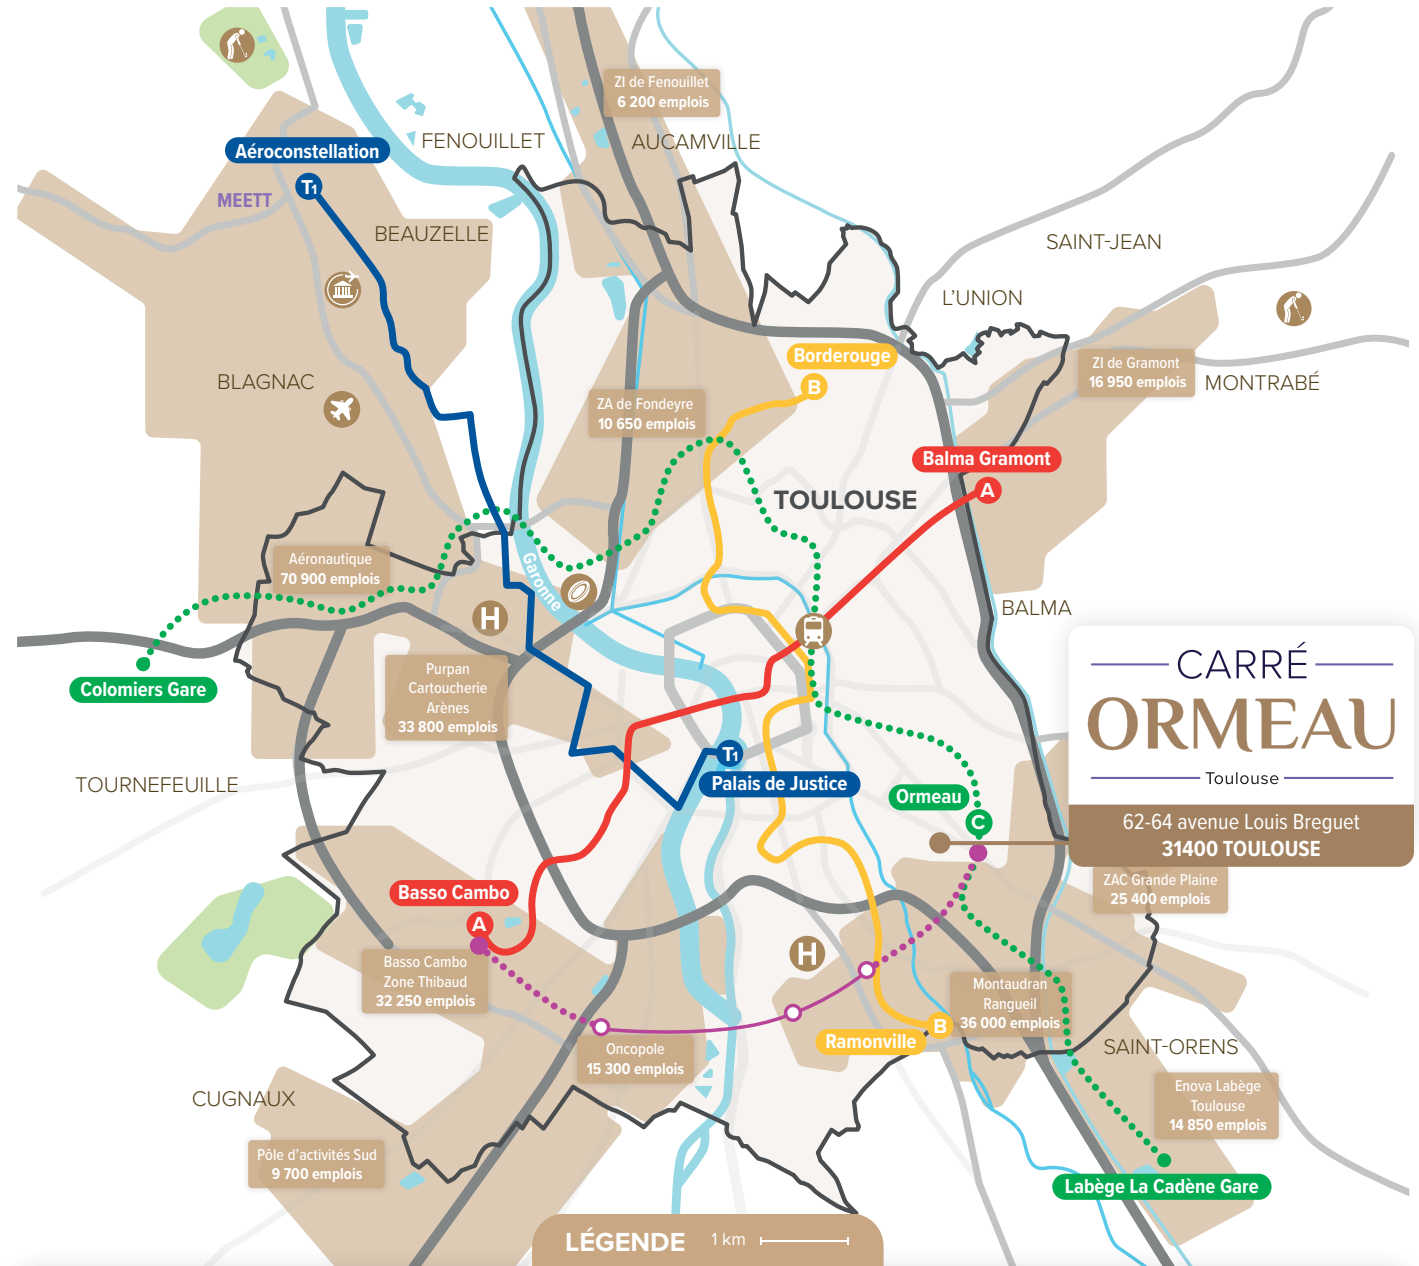 ZI de Fenouillet
6 200 emplois
FENOUILLET
AUCAMVILLE
Aéroconstellation
T1
MEETT
BEAUZELLE
SAINT-JEAN
L'UNION
Borderouge
B
ZI de Gramont
16 950 emplois
MONTRABÉ
BLAGNAC
ZA de Fondeyre
10 650 emplois
Balma Gramont
A
TOULOUSE
Aéronautique
70 900 emplois
Garonne
H
BALMA
Colomiers Gare
Purpan
Cartoucherie
Arènes
33 800 emplois
CARRÉ
ORMEAU
Toulouse
62-64 avenue Louis Breguet
31400 TOULOUSE
T1
Palais de Justice
TOURNEFEUILLE
Ormeau
C
ZAC Grande Plaine
25 400 emplois
Basso Cambo
A
Basso Cambo
Zone Thibaud
32 250 emplois
H
Montaudran
Rangueil
36 000 emplois
B
Ramonville
Oncopole
15 300 emplois
SAINT-ORENS
Enova Labège
Toulouse
14 850 emplois
CUGNAUX
Pôle d'activités Sud
9 700 emplois
Labège La Cadène Gare
LÉGENDE
1 km